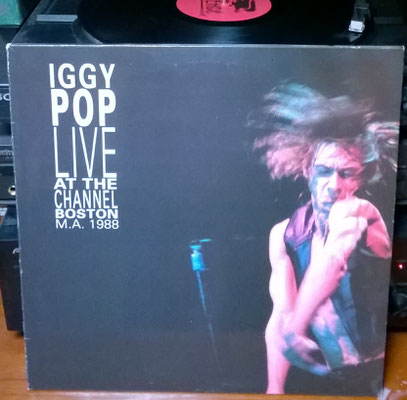 IGGY
POP
LIVE
AT THE
CHANNEL
BOSTON
M.A. 1988